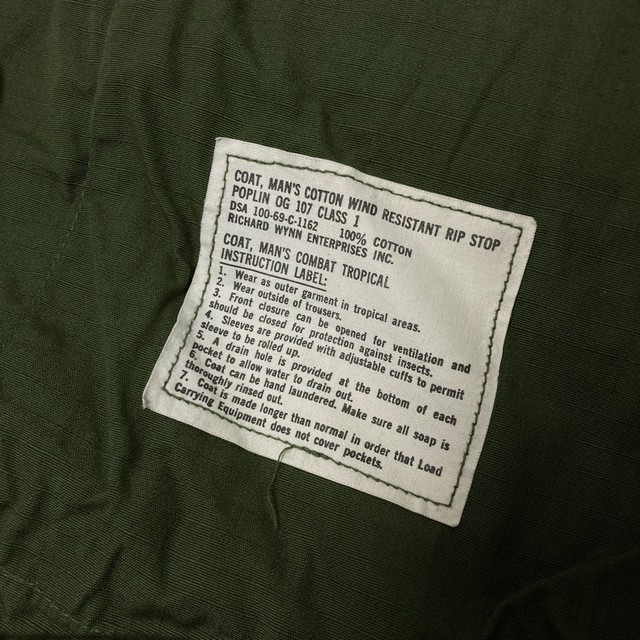 COAT, MAN'S COTTON WIND RESISTANT RIP STOP
POPLIN OG 107 CLASS 1
DSA 100-69-C-1162 100% COTTON
RICHARD WYNN ENTERPRISES INC.
COAT, MAN'S COMBAT TROPICAL
INSTRUCTION LABEL:
1. Wear as outer garment in tropical areas.
2. Wear outside of trousers.
3. Front closure can be opened for ventilation and
should be closed for protection against insects.
4. Sleeves are provided with adjustable cuffs to permit
sleeve to be rolled up.
5. A drain hole is provided at the bottom of each
pocket to allow water to drain out.
6. Coat can be hand laundered. Make sure all soap is
thoroughly rinsed out.
7. Coat is made longer than normal in order that Load
Carrying Equipment does not cover pockets.